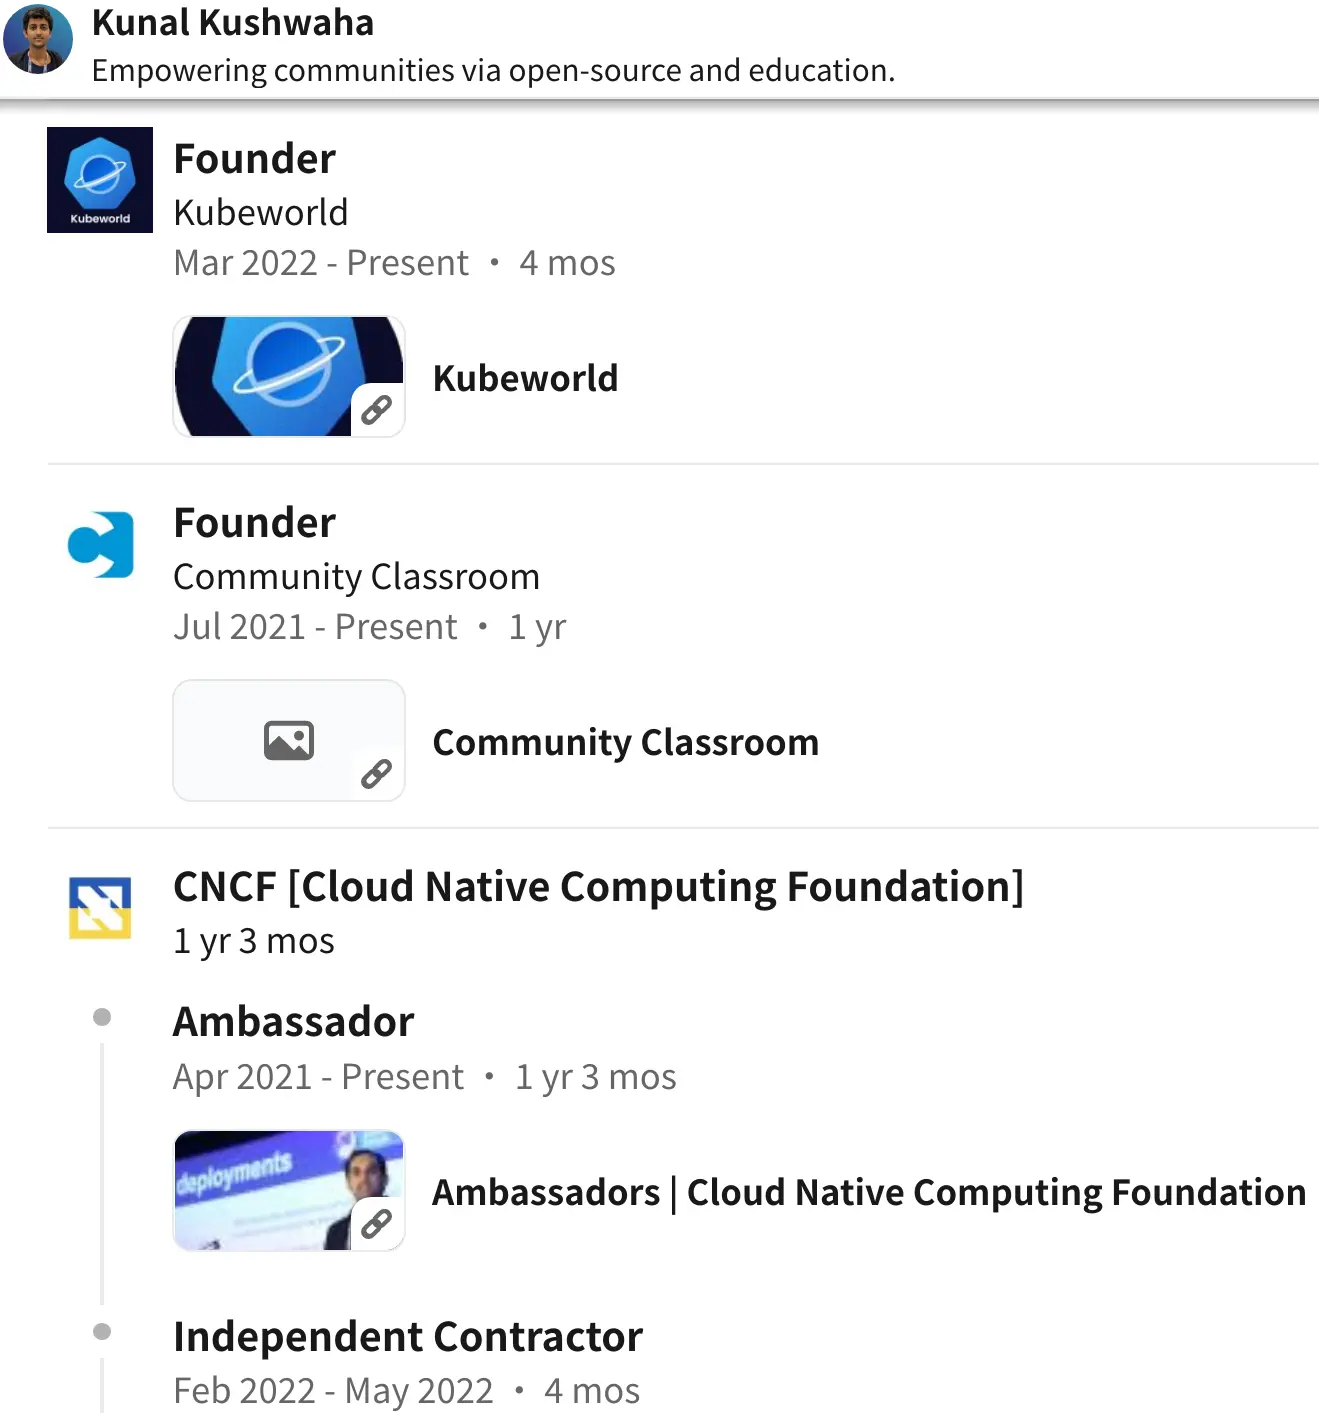 Kunal Kushwaha
Empowering communities via open-source and education.
Kubeworld
Founder
Kubeworld
Mar 2022 - Present · 4 mos
Kubeworld
Founder
Community Classroom
Jul 2021 - Present · 1 yr
Community Classroom
CNCF [Cloud Native Computing Foundation]
1 yr 3 mos
Ambassador
Apr 2021 - Present · 1 yr 3 mos
deployments
Ambassadors | Cloud Native Computing Foundation
Independent Contractor
Feb 2022 - May 2022 · 4 mos